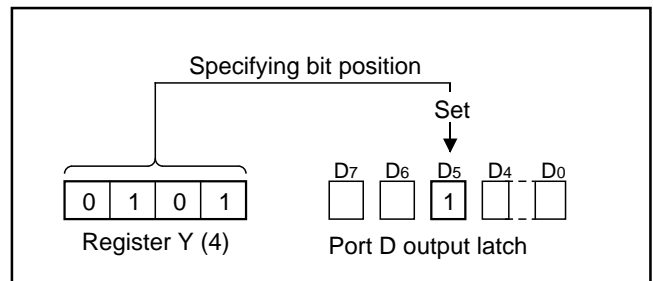 Specifying bit position
Set
D7 D6 D5 D4 D0
0 1 0 1
1
Register Y (4)
Port D output latch